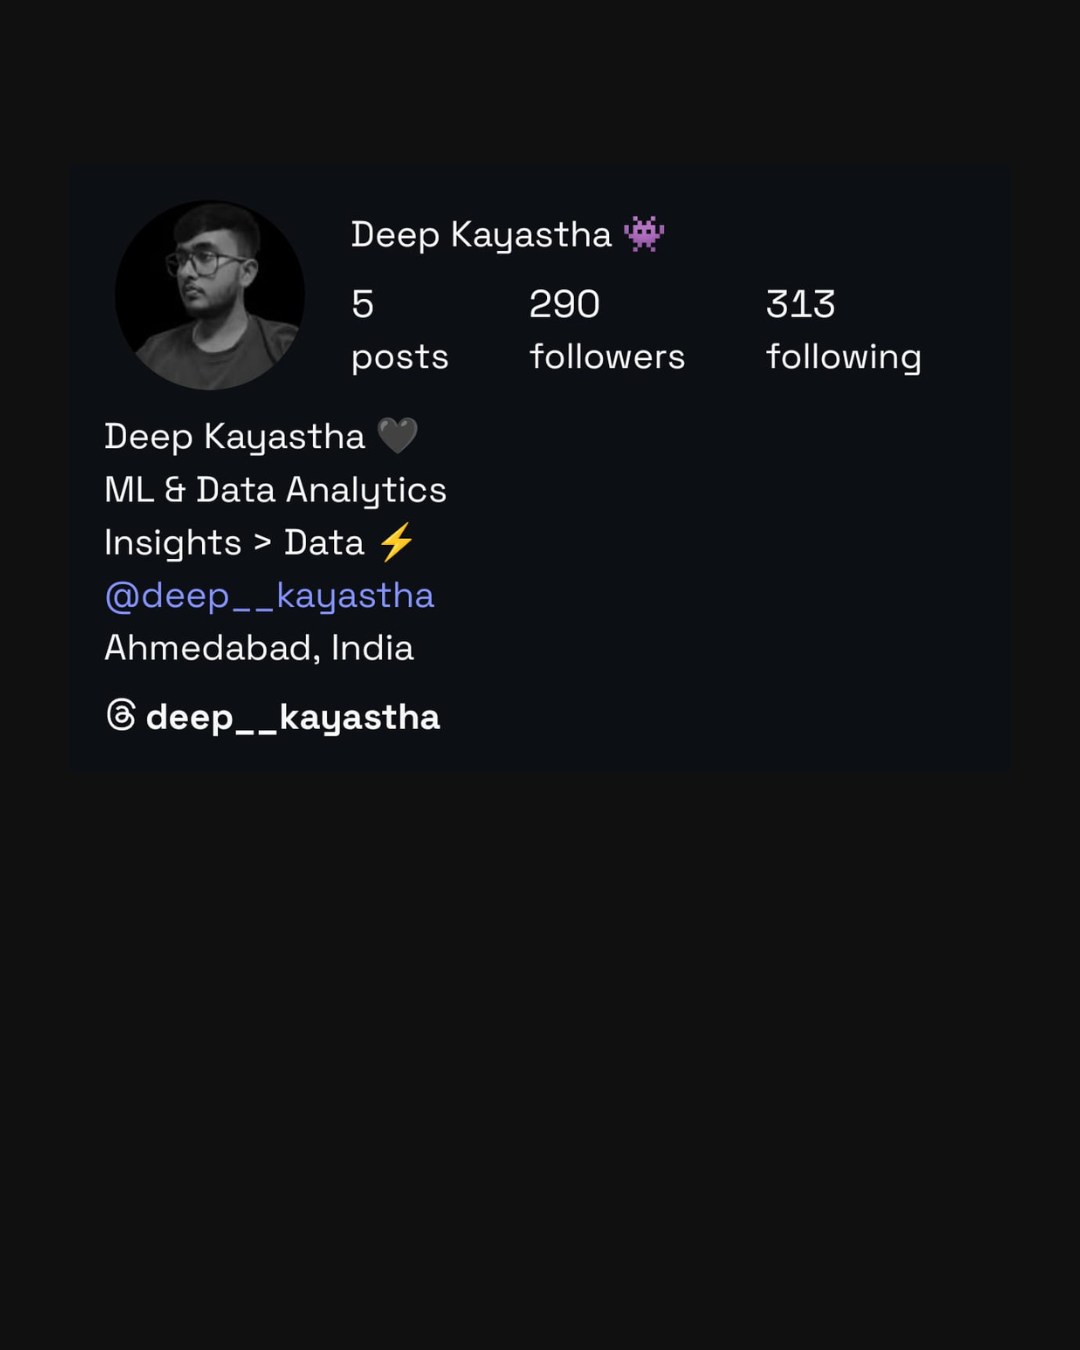 Deep Kayastha 👾
5 290 313
posts followers following
Deep Kayastha 🖤
ML & Data Analytics
Insights > Data ⚡
@deep__kayastha
Ahmedabad, India
deep__kayastha